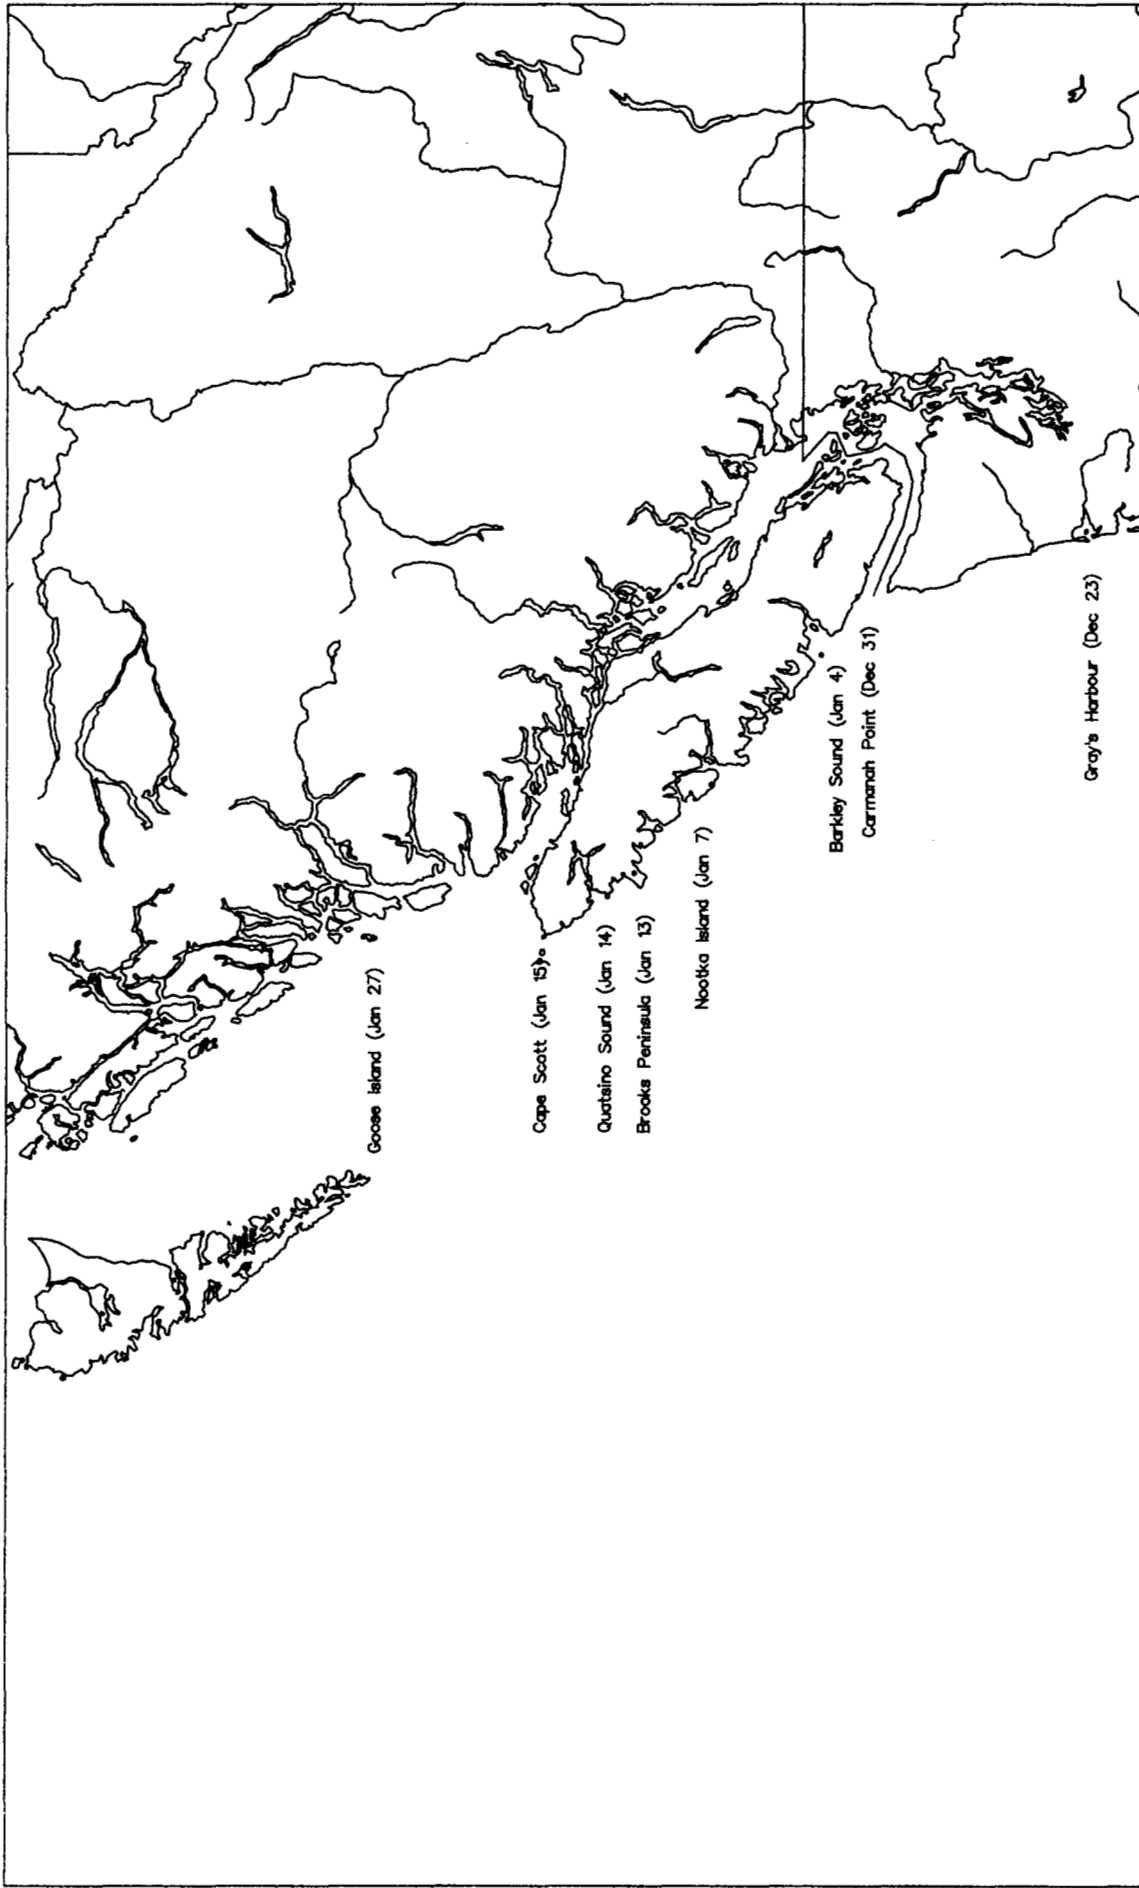 Goose Island (Jan 27)
Cape Scott (Jan 15)
Quatsino Sound (Jan 14)
Brooks Peninsula (Jan 13)
Nootka Island (Jan 7)
Barkley Sound (Jan 4)
Carmanah Point (Dec 31)
Gray's Harbour (Dec 23)